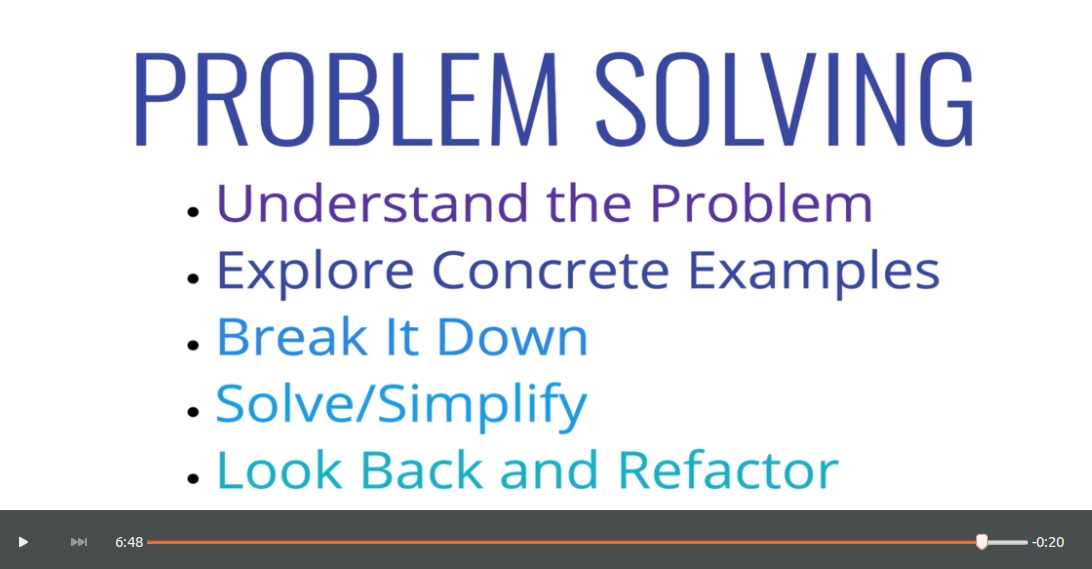 PROBLEM SOLVING
• Understand the Problem
• Explore Concrete Examples
• Break It Down
• Solve/Simplify
• Look Back and Refactor
6:48 -0:20